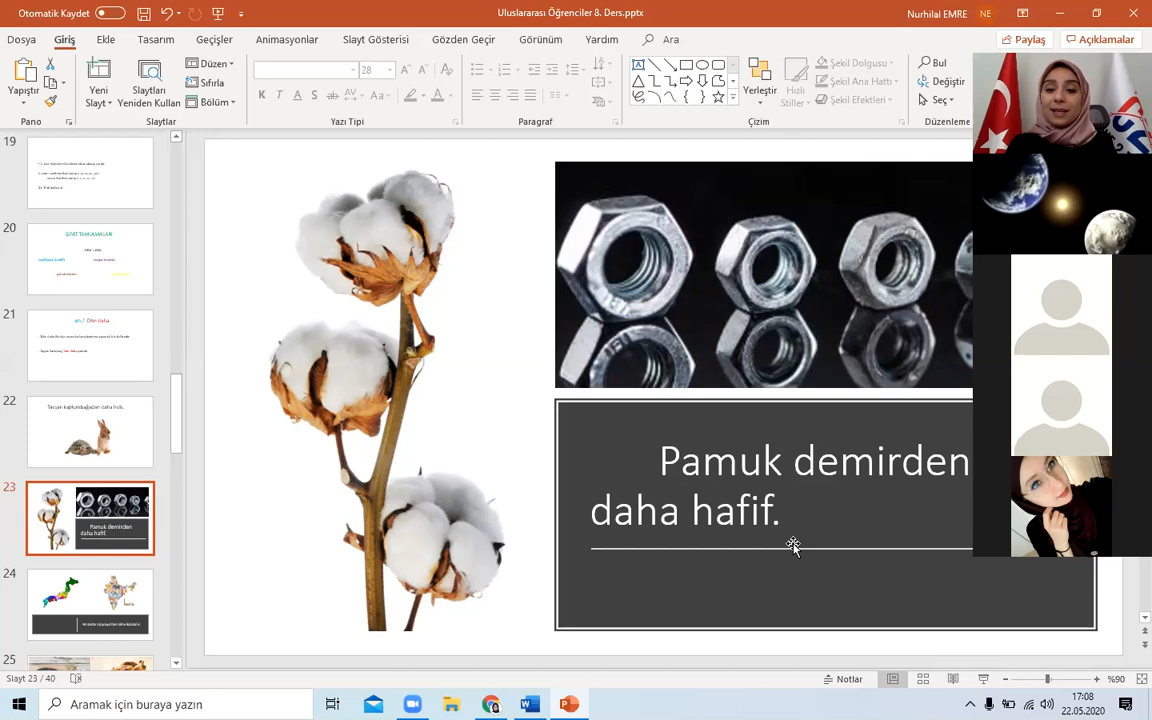 Otomatik Kaydet
Uluslararası Öğrenciler 8. Ders.pptx
Nurhilal EMRE
NE
Dosya Giriş Ekle Tasarım Geçişler Animasyonlar Slayt Gösterisi Gözden Geçir Görünüm Yardım Ara
Paylaş Açıklamalar
Yapıştır
Yeni
Slayt
Slaytları
Yeniden Kullan
Düzen
Sıfırla
Bölüm
28
K T A S ab AV Aa A
Yerleştir
Hızlı
Stiller
Şekil Dolgusu
Şekil Ana Hattı
Şekil Efektleri
Bul
Değiştir
Seç
Pano Slaytlar Yazı Tipi Paragraf Çizim Düzenleme
19
20
SIFAT TAMLAMALARI
21
22
Tavşan kaplumbağadan daha hızlı.
23
Pamuk demirden
daha hafif.
24
25
Pamuk demirden
daha hafif.
Slayt 23 / 40
Notlar
%90
Aramak için buraya yazın
17:08
22.05.2020